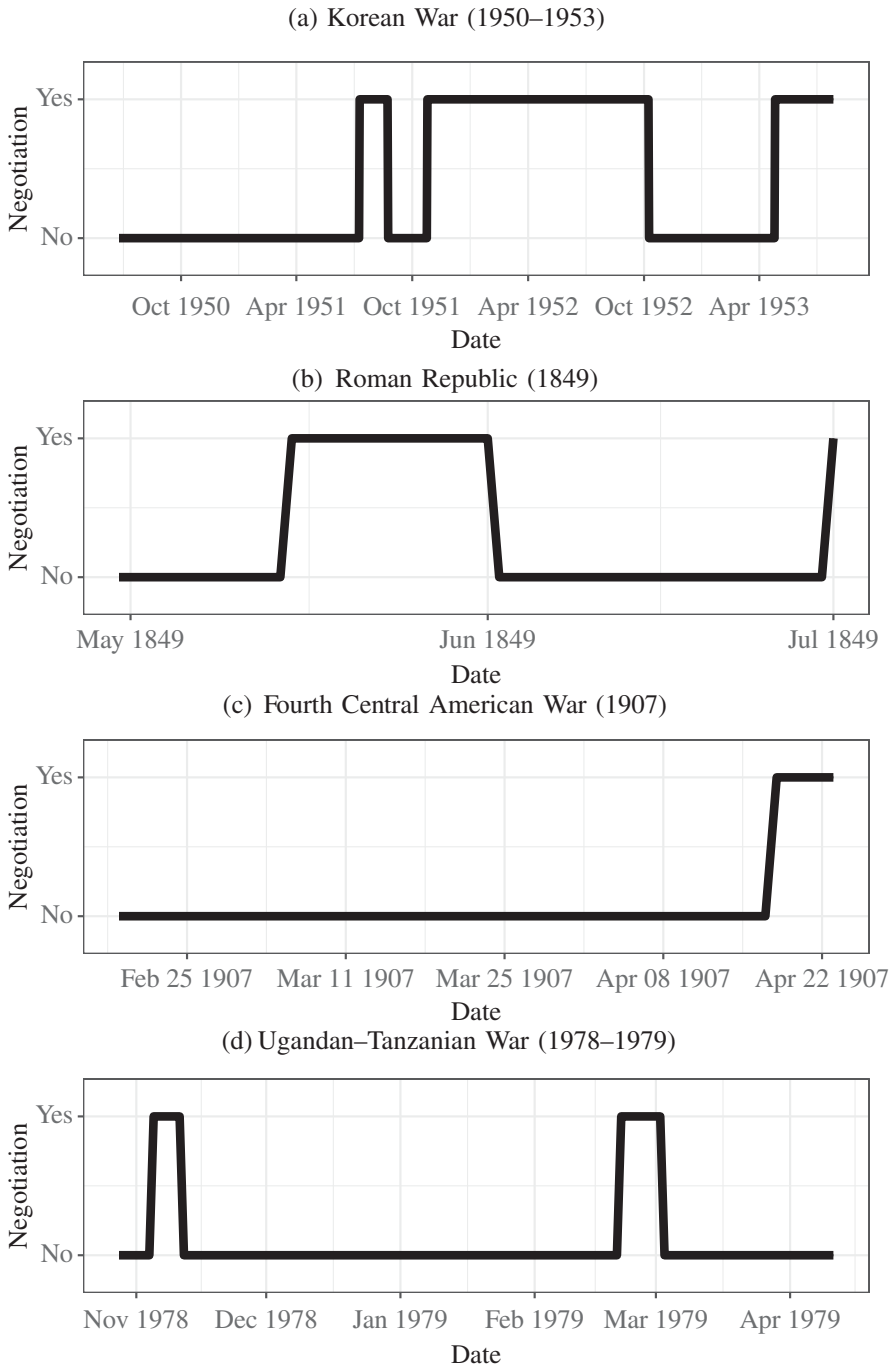 (a) Korean War (1950–1953)
Negotiation
Yes
No
Oct 1950 Apr 1951 Oct 1951 Apr 1952 Oct 1952 Apr 1953
Date
(b) Roman Republic (1849)
Negotiation
Yes
No
May 1849 Jun 1849 Jul 1849
Date
(c) Fourth Central American War (1907)
Negotiation
Yes
No
Feb 25 1907 Mar 11 1907 Mar 25 1907 Apr 08 1907 Apr 22 1907
Date
(d) Ugandan–Tanzanian War (1978–1979)
Negotiation
Yes
No
Nov 1978 Dec 1978 Jan 1979 Feb 1979 Mar 1979 Apr 1979
Date